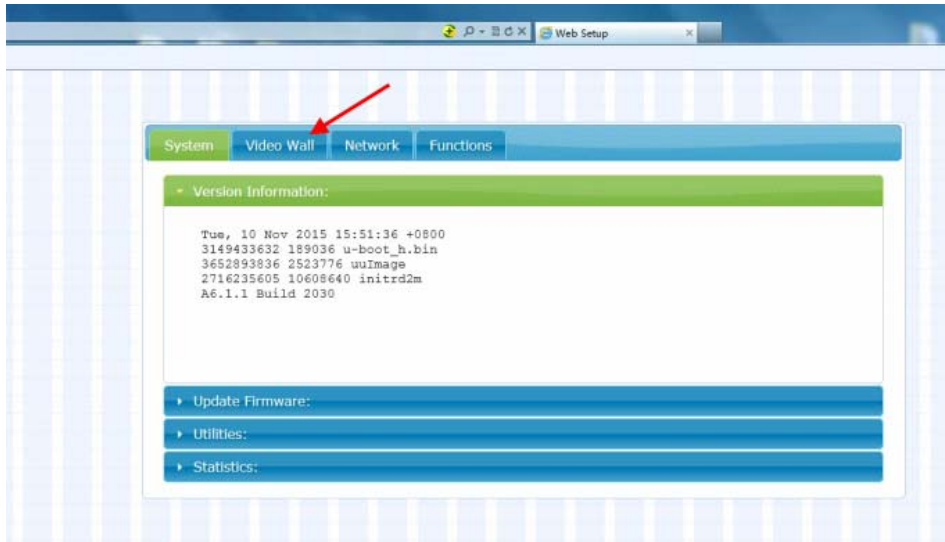 Web Setup
System Video Wall Network Functions
Version Information:
Tue, 10 Nov 2015 15:51:36 +0800
3149433632 189036 u-boot_h.bin
3652893836 2523776 uuImage
2716235605 10608640 initrd2m
A6.1.1 Build 2030
Update Firmware:
Utilities:
Statistics: